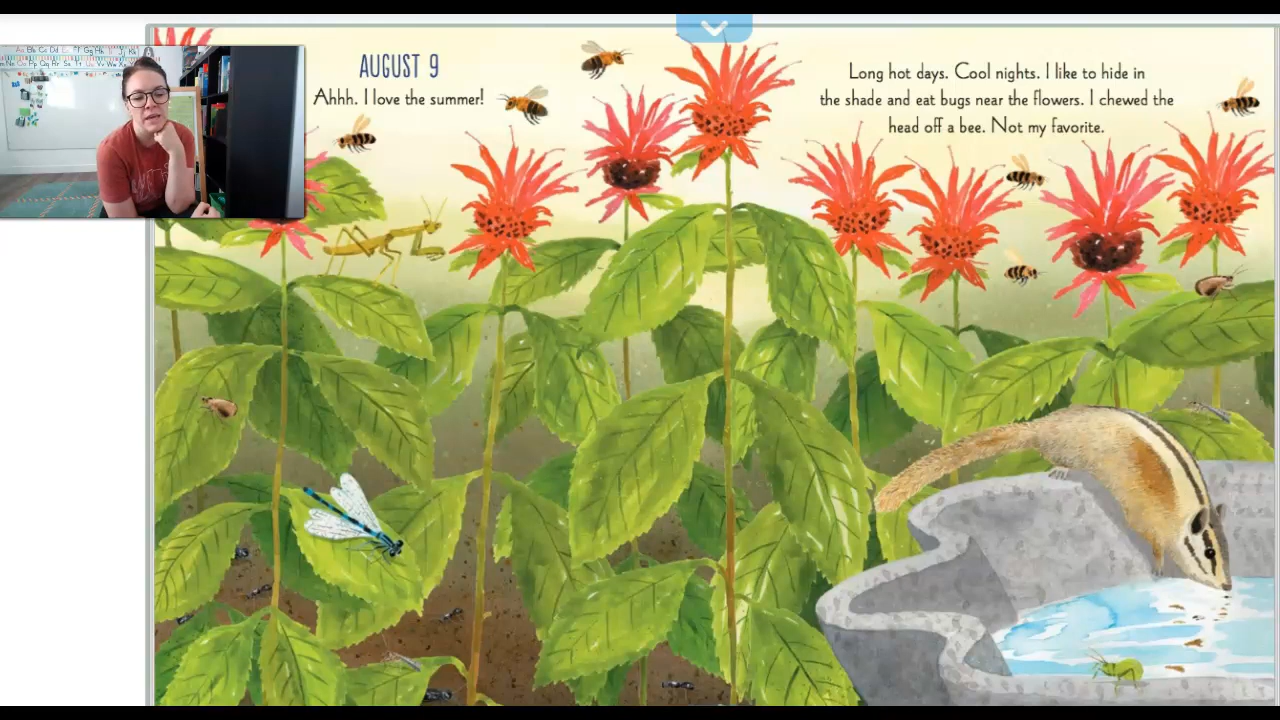 AUGUST 9
Ahhh. I love the summer!
Long hot days. Cool nights. I like to hide in
the shade and eat bugs near the flowers. I chewed the
head off a bee. Not my favorite.